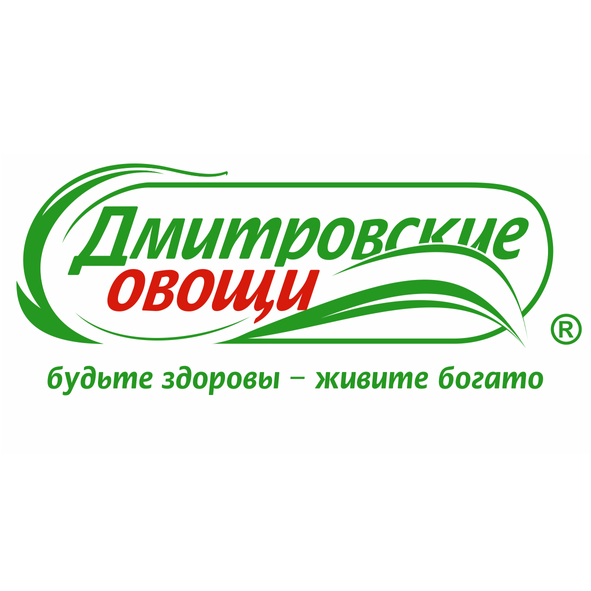 Дмитровские
овощи
®
будьте здоровы – живите богато